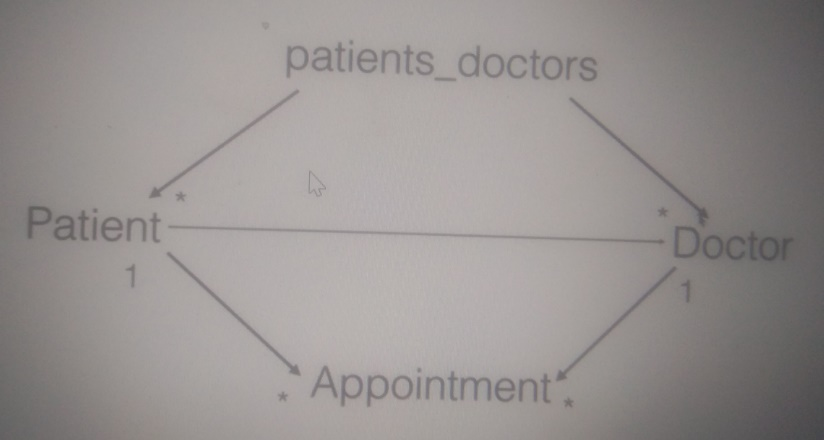 patients_doctors
* *
Patient Doctor
1 1
Appointment
* *